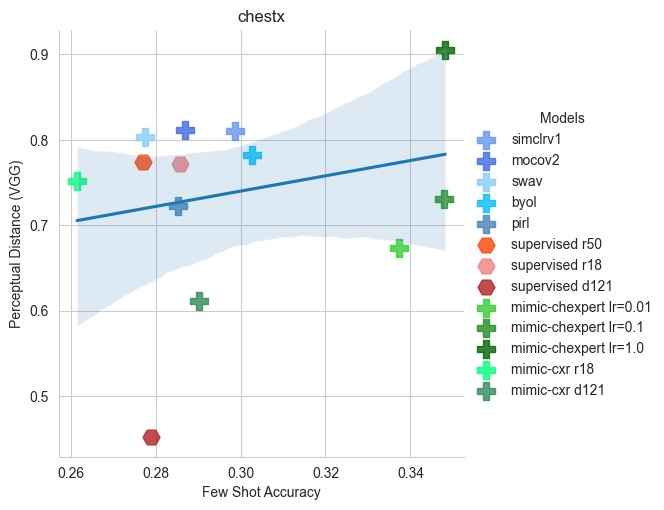 chestx
Perceptual Distance (VGG)
0.9
0.8
0.7
0.6
0.5
0.26
0.28
0.30
0.32
0.34
Few Shot Accuracy
Models
simclrv1
mocov2
swav
byol
pirl
supervised r50
supervised r18
supervised d121
mimic-chexpert lr=0.01
mimic-chexpert lr=0.1
mimic-chexpert lr=1.0
mimic-cxr r18
mimic-cxr d121